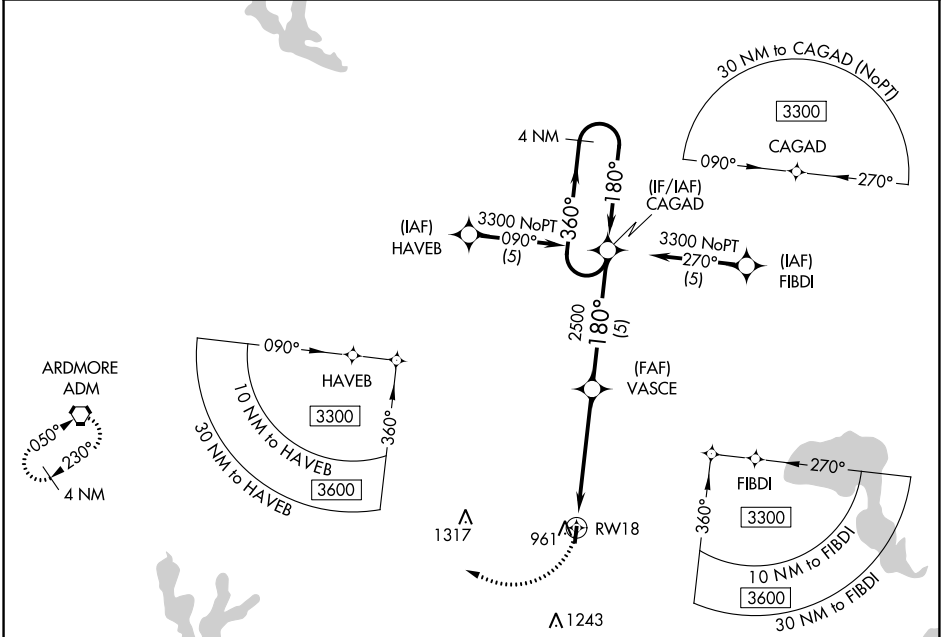 30 NM to CAGAD (NoPT)
3300
CAGAD
090°
270°
4 NM
360°
180°
(IF/IAF)
CAGAD
(IAF)
HAVEB
3300 NoPT
090°
(5)
3300 NoPT
270°
(5)
(IAF)
FIBDI
2500
180°
(5)
(FAF)
VASCE
ARDMORE
ADM
050°
230°
4 NM
090°
HAVEB
3300
360°
10 NM to HAVEB
3600
30 NM to HAVEB
270°
FIBDI
360°
3300
10 NM to FIBDI
3600
30 NM to FIBDI
1317
961
RW18
1243